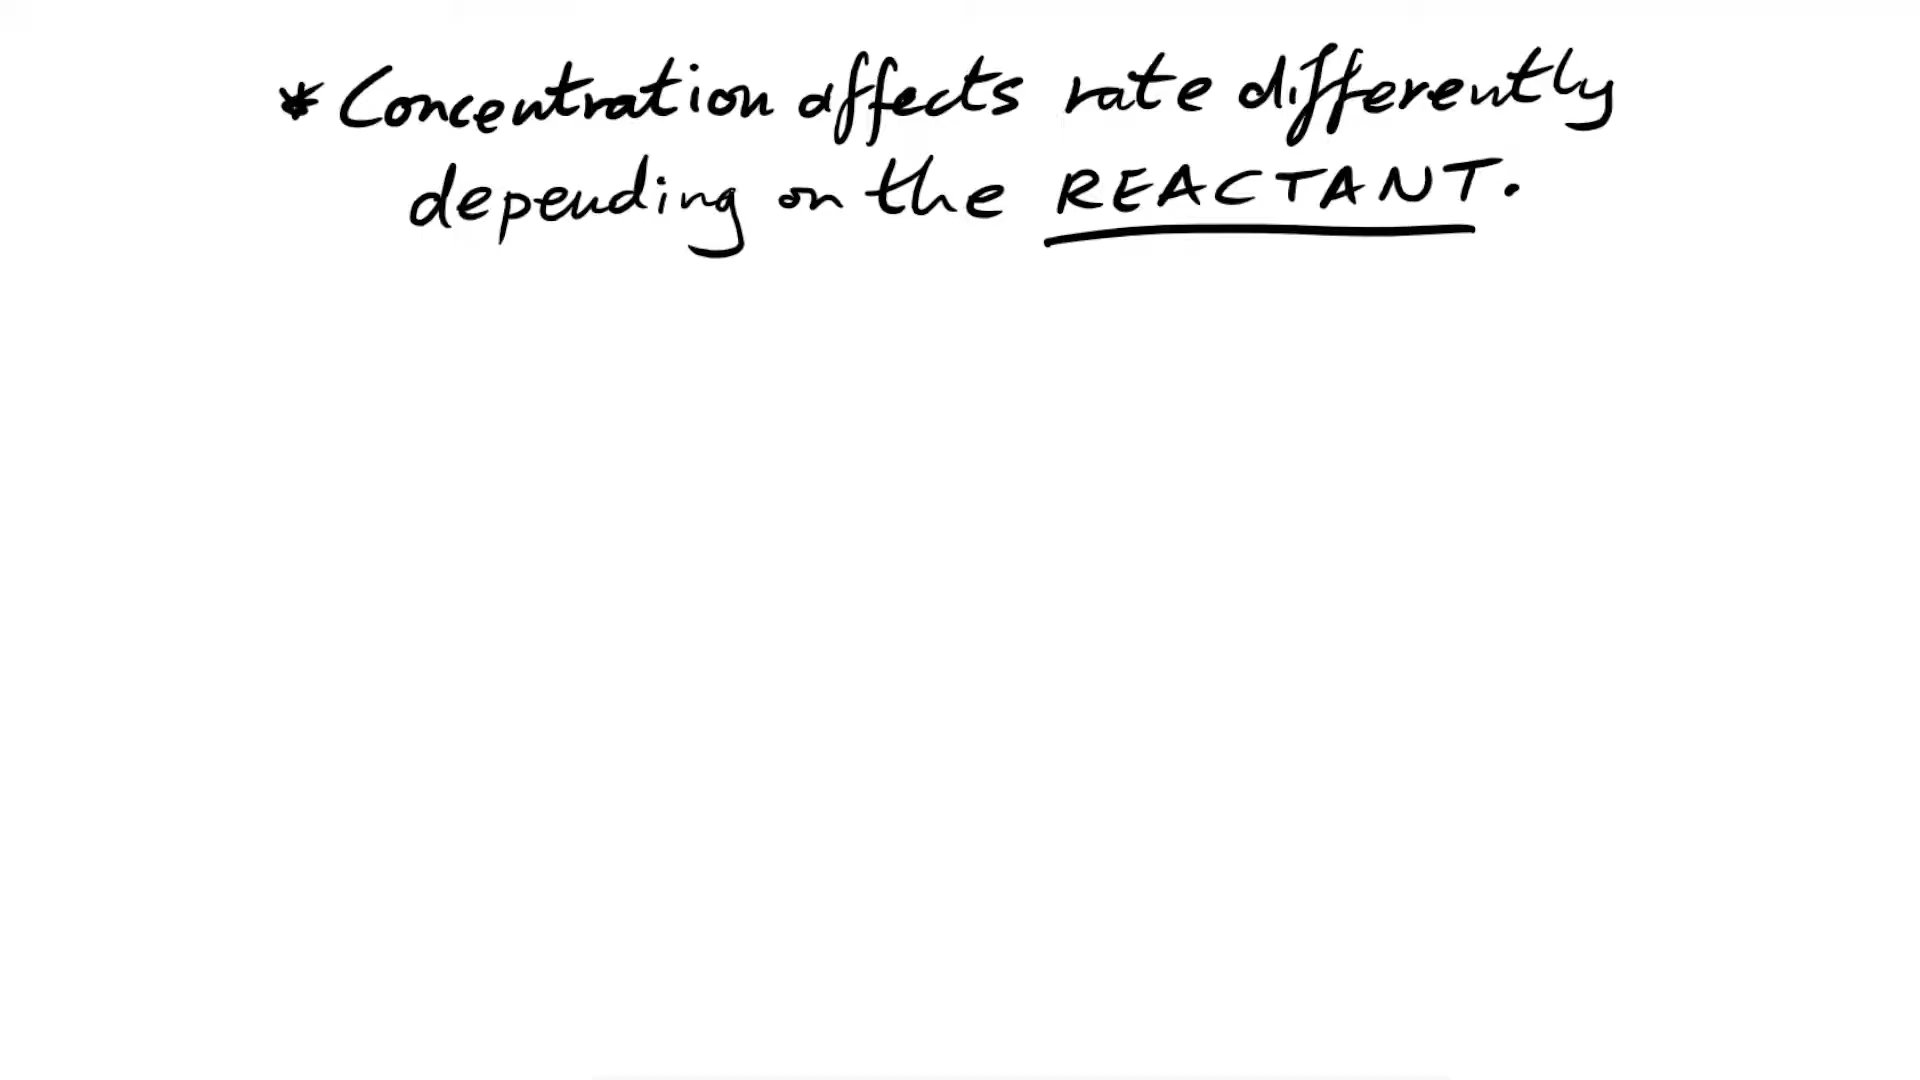 * Concentration affects rate differently
depending on the REACTANT.